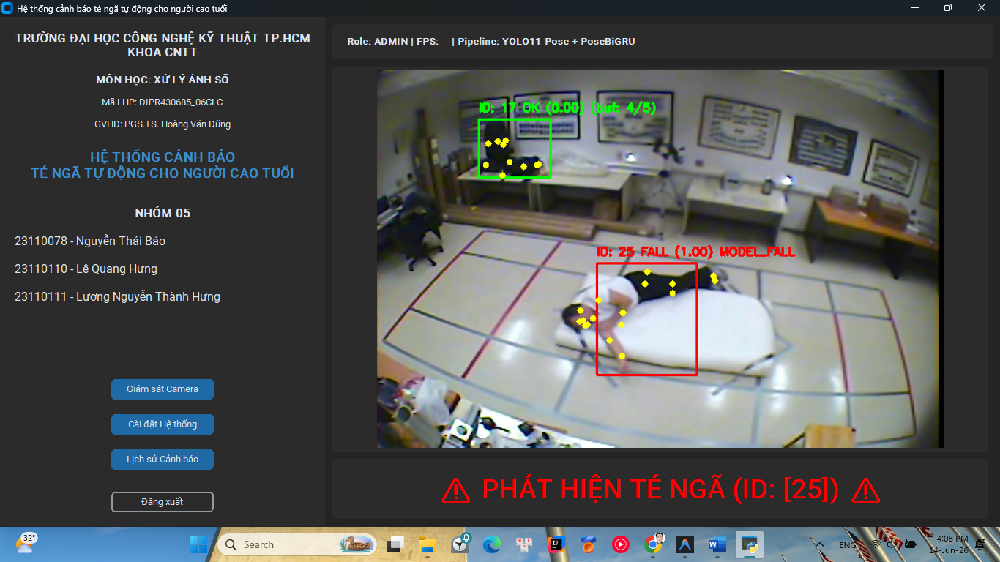 Hệ thống cảnh báo té ngã tự động cho người cao tuổi
TRƯỜNG ĐẠI HỌC CÔNG NGHỆ KỸ THUẬT TP.HCM
KHOA CNTT
MÔN HỌC: XỬ LÝ ẢNH SỐ
Mã LHP: DIPR430685_06CLC
GVHD: PGS.TS. Hoàng Văn Dũng
HỆ THỐNG CẢNH BÁO
TÉ NGÃ TỰ ĐỘNG CHO NGƯỜI CAO TUỔI
NHÓM 05
23110078 - Nguyễn Thái Bảo
23110110 - Lê Quang Hưng
23110111 - Lương Nguyễn Thành Hưng
Giám sát Camera
Cài đặt Hệ thống
Lịch sử Cảnh báo
Đăng xuất
Role: ADMIN | FPS: -- | Pipeline: YOLO11-Pose + PoseBiGRU
ID: 17 OK (0.00) (buf: 4/5)
ID: 25 FALL (1.00) MODEL_FALL
PHÁT HIỆN TÉ NGÃ (ID: [25])
32°
Search
ENG
4:08 PM
14-Jun-26